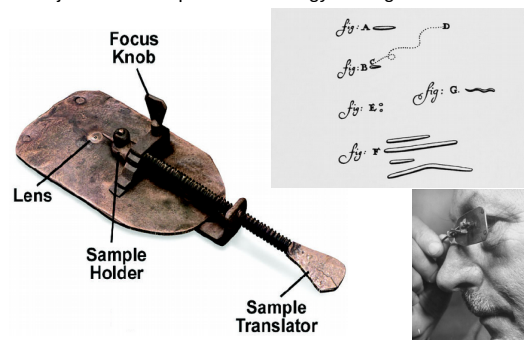 Focus
Knob
Lens
Sample
Holder
Sample
Translator
fig: A
D
fig: B
C
fig: G.
fig: E
fig: F